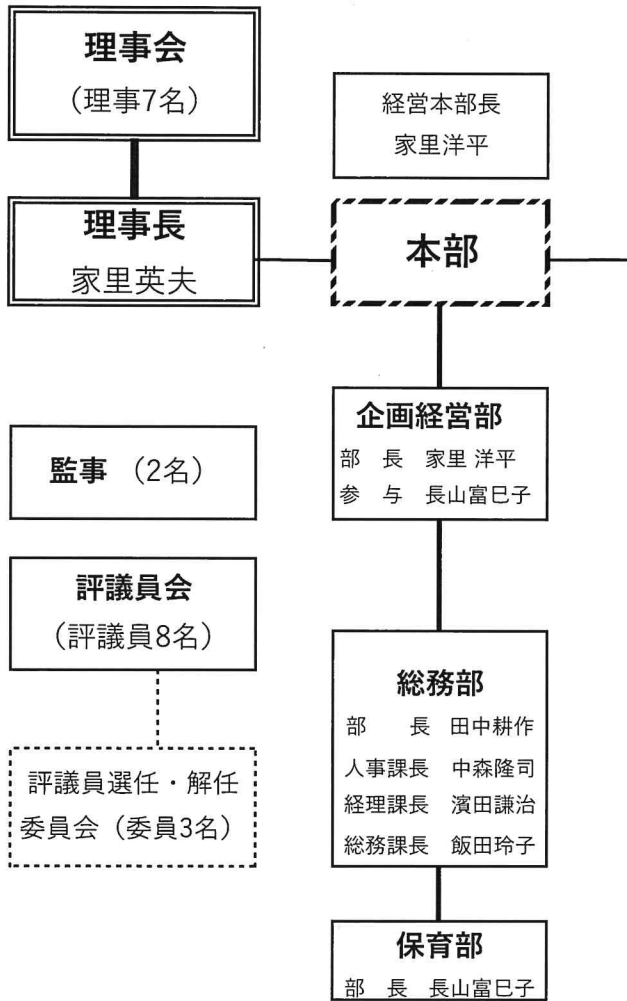 理事会
（理事7名）
理事長
家里英夫
経営本部長
家里洋平
本部
監事 （2名）
評議員会
（評議員8名）
評議員選任・解任
委員会（委員3名）
企画経営部
部 長 家里 洋平
参 与 長山富巳子
総務部
部 長 田中耕作
人事課長 中森隆司
経理課長 濱田謙治
総務課長 飯田玲子
保育部
部 長 長山富巳子